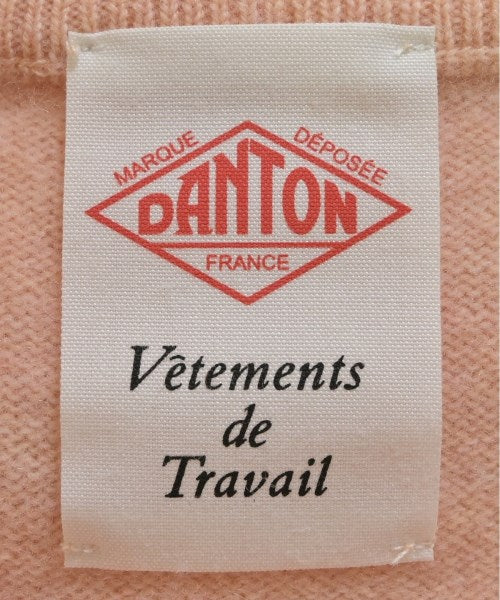 MARQUE DÉPOSÉE
DANTON
FRANCE
Vêtements
de
Travail